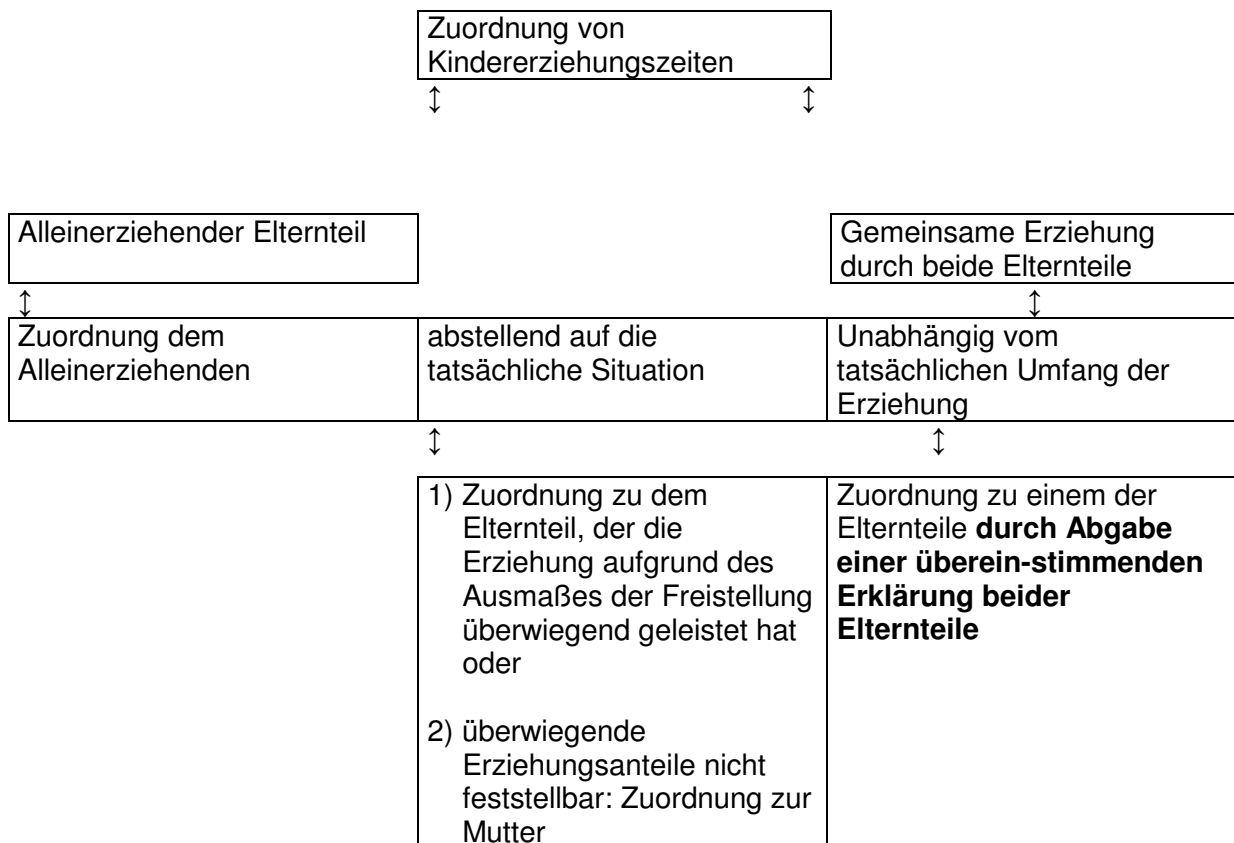 Zuordnung von
Kindererziehungszeiten
↕ ↕
Alleinerziehender Elternteil
Gemeinsame Erziehung
durch beide Elternteile
↕ ↕
Zuordnung dem
Alleinerziehenden
abstellend auf die
tatsächliche Situation
Unabhängig vom
tatsächlichen Umfang der
Erziehung
↕ ↕
1) Zuordnung zu dem
Elternteil, der die
Erziehung aufgrund des
Ausmaßes der Freistellung
überwiegend geleistet hat
oder
2) überwiegende
Erziehungsanteile nicht
feststellbar: Zuordnung zur
Mutter
Zuordnung zu einem der
Elternteile durch Abgabe
einer überein-stimmenden
Erklärung beider
Elternteile